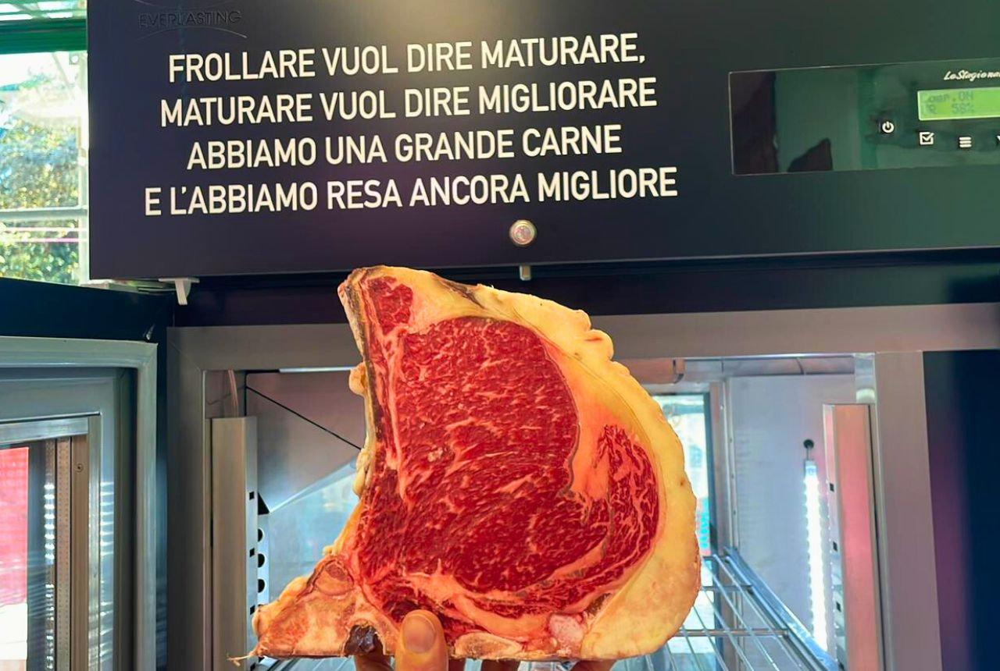 EVERLASTING
FROLLARE VUOL DIRE MATURARE,
MATURARE VUOL DIRE MIGLIORARE
ABBIAMO UNA GRANDE CARNE
E L'ABBIAMO RESA ANCORA MIGLIORE